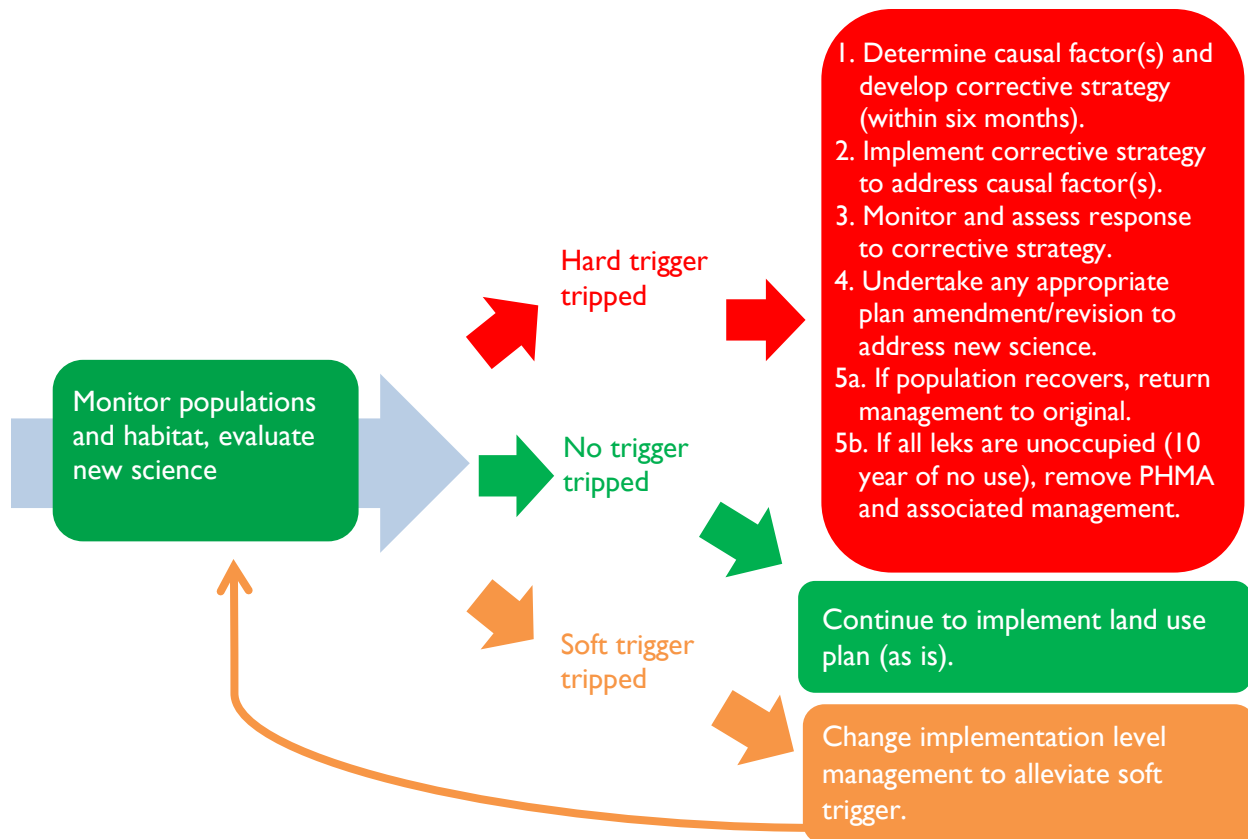 Monitor populations
and habitat, evaluate
new science
Hard trigger
tripped
1. Determine causal factor(s) and
develop corrective strategy
(within six months).
2. Implement corrective strategy
to address causal factor(s).
3. Monitor and assess response
to corrective strategy.
4. Undertake any appropriate
plan amendment/revision to
address new science.
5a. If population recovers, return
management to original.
5b. If all leks are unoccupied (10
year of no use), remove PHMA
and associated management.
No trigger
tripped
Continue to implement land use
plan (as is).
Soft trigger
tripped
Change implementation level
management to alleviate soft
trigger.